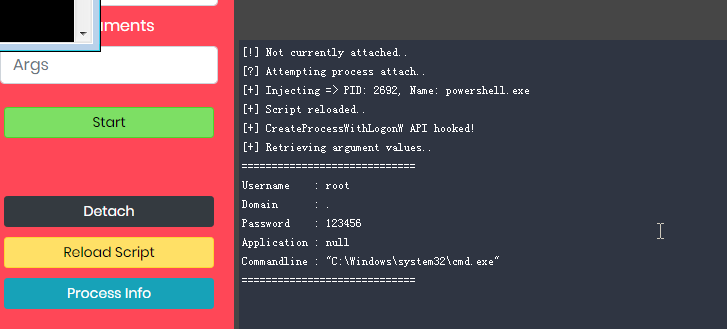 uments
Args
Start
Detach
Reload Script
Process Info
[!] Not currently attached..
[?] Attempting process attach..
[+] Injecting => PID: 2692, Name: powershell.exe
[+] Script reloaded..
[+] CreateProcessWithLogonW API hooked!
[+] Retrieving argument values..
=============================
Username    : root
Domain      : .
Password    : 123456
Application : null
Commandline : "C:\Windows\system32\cmd.exe"
=============================